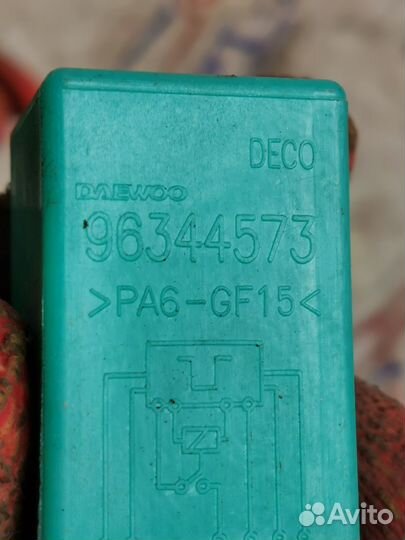 DECO
DAEWOO
96344573
>PA6-GF15<
Avito